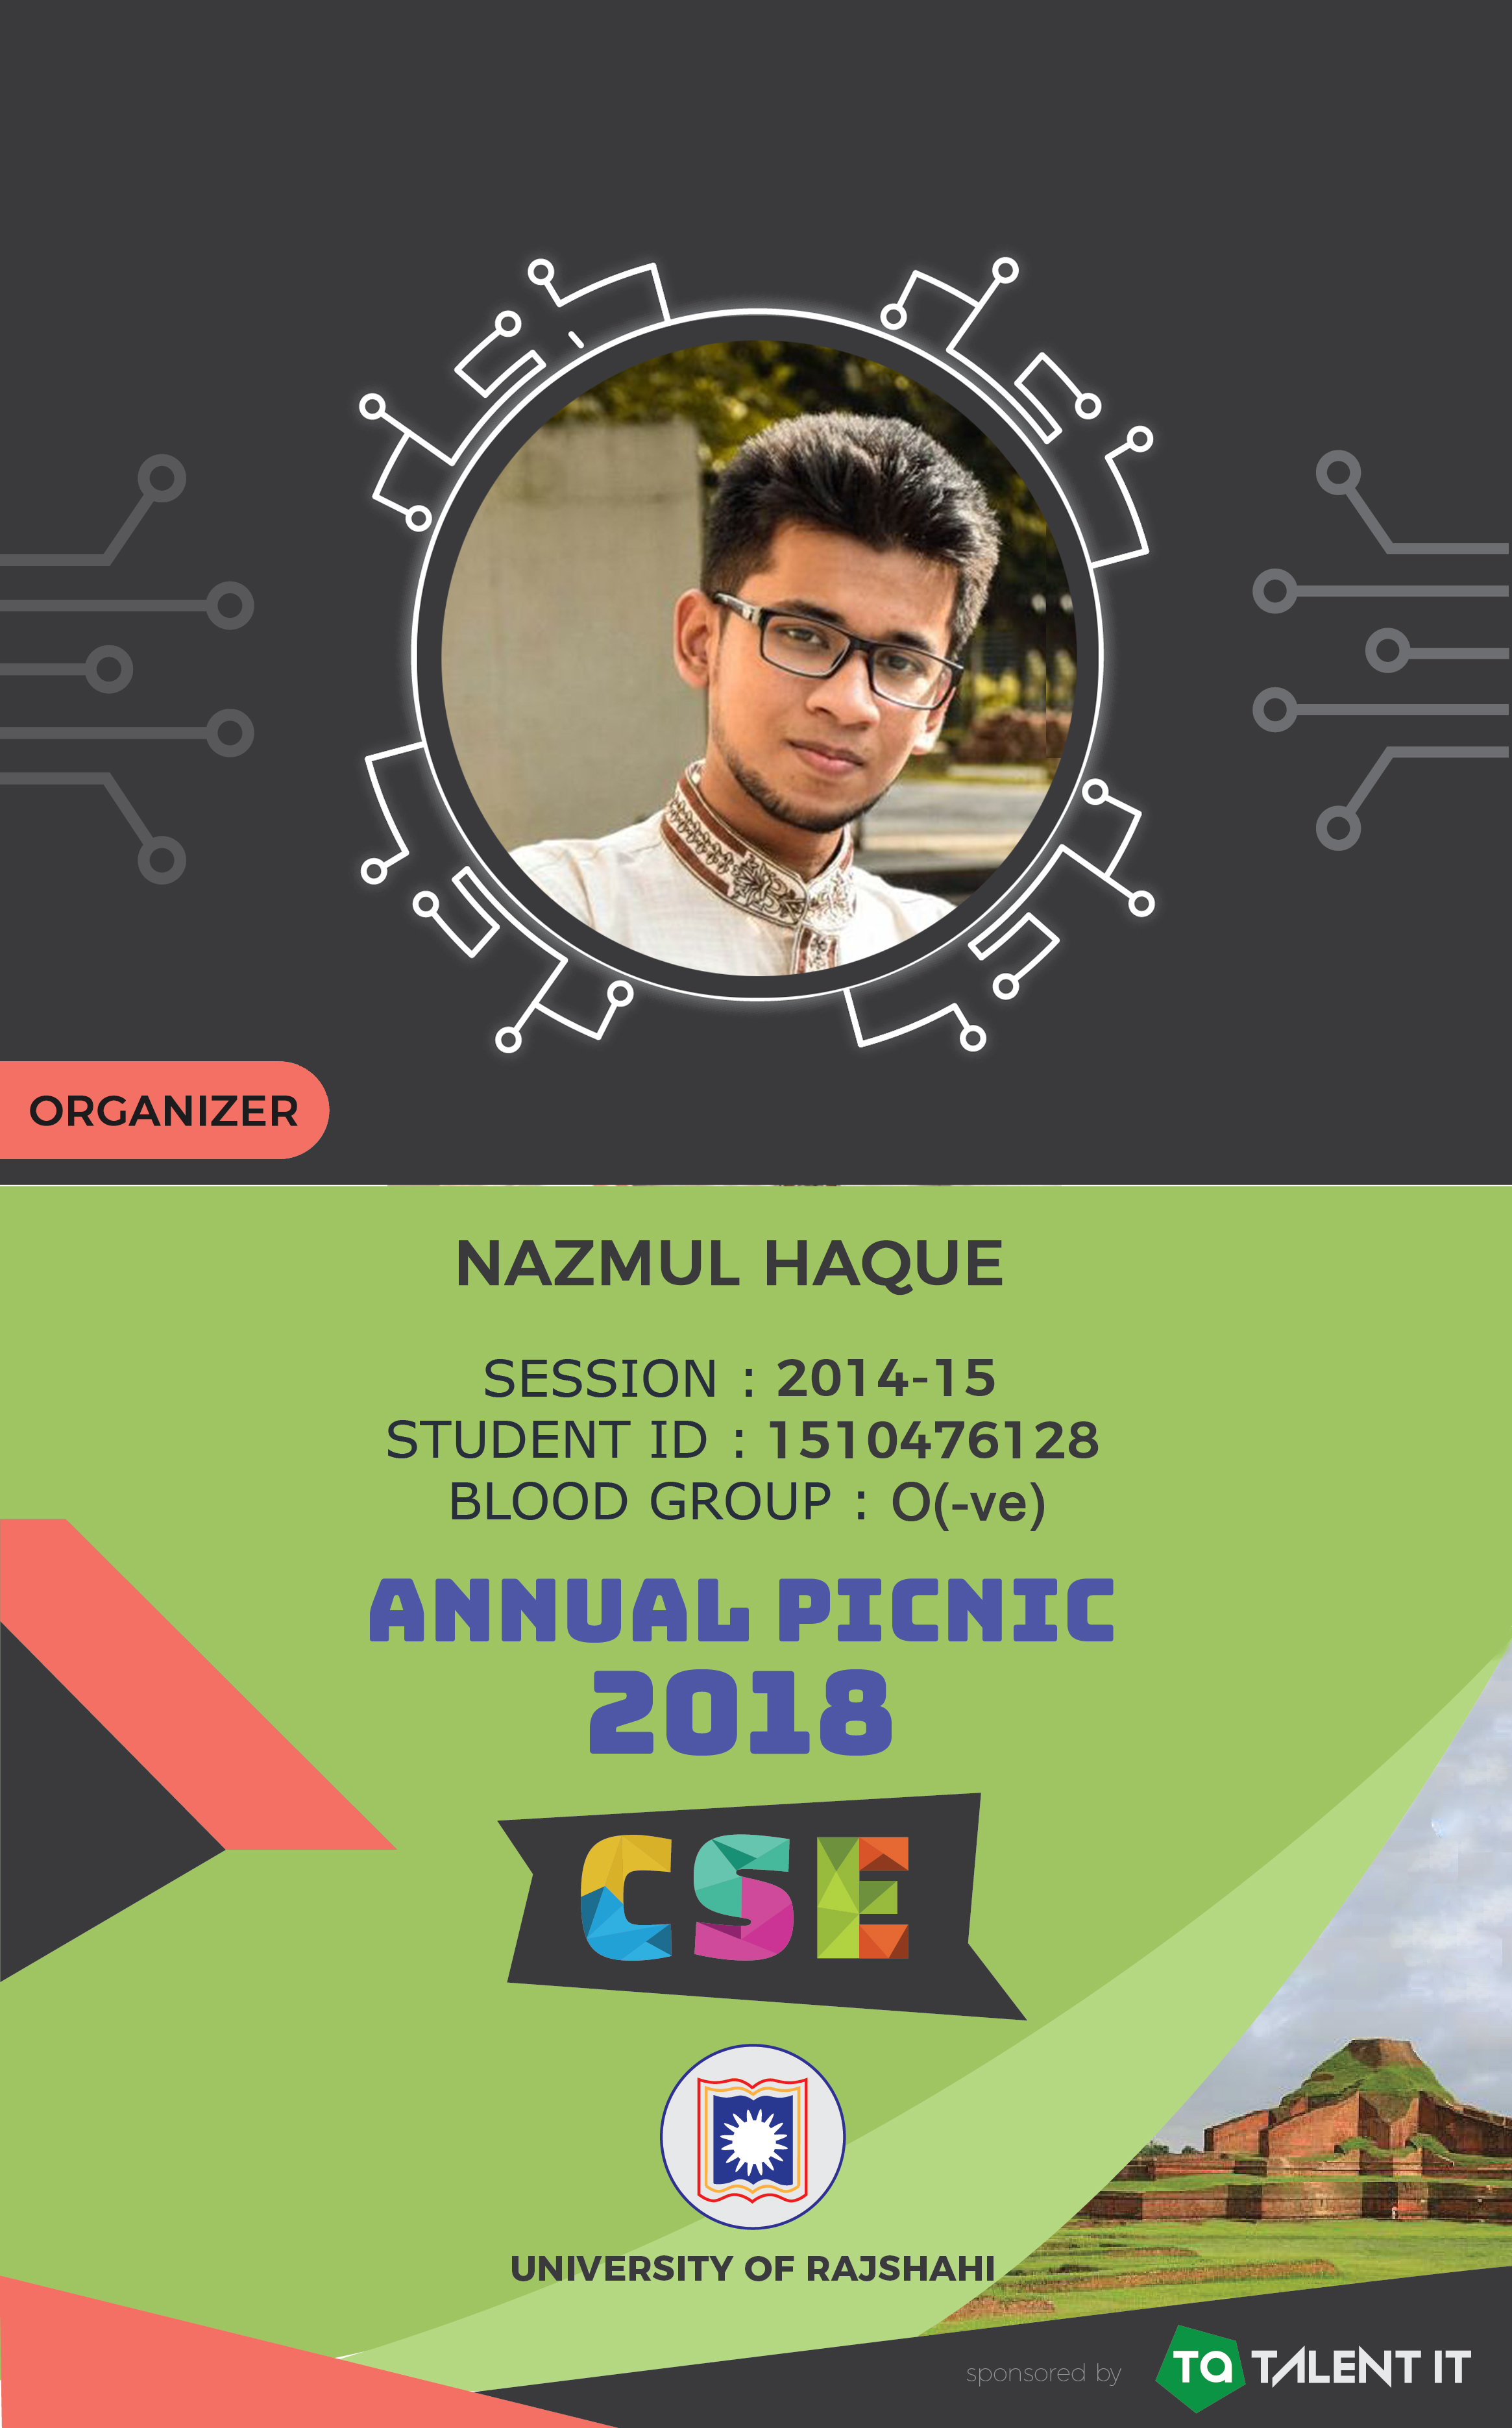 ORGANIZER
NAZMUL HAQUE
SESSION : 2014-15
STUDENT ID : 1510476128
BLOOD GROUP : O(-ve)
ANNUAL PICNIC
2018
CSE
UNIVERSITY OF RAJSHAHI
sponsored by Ta TALENT IT